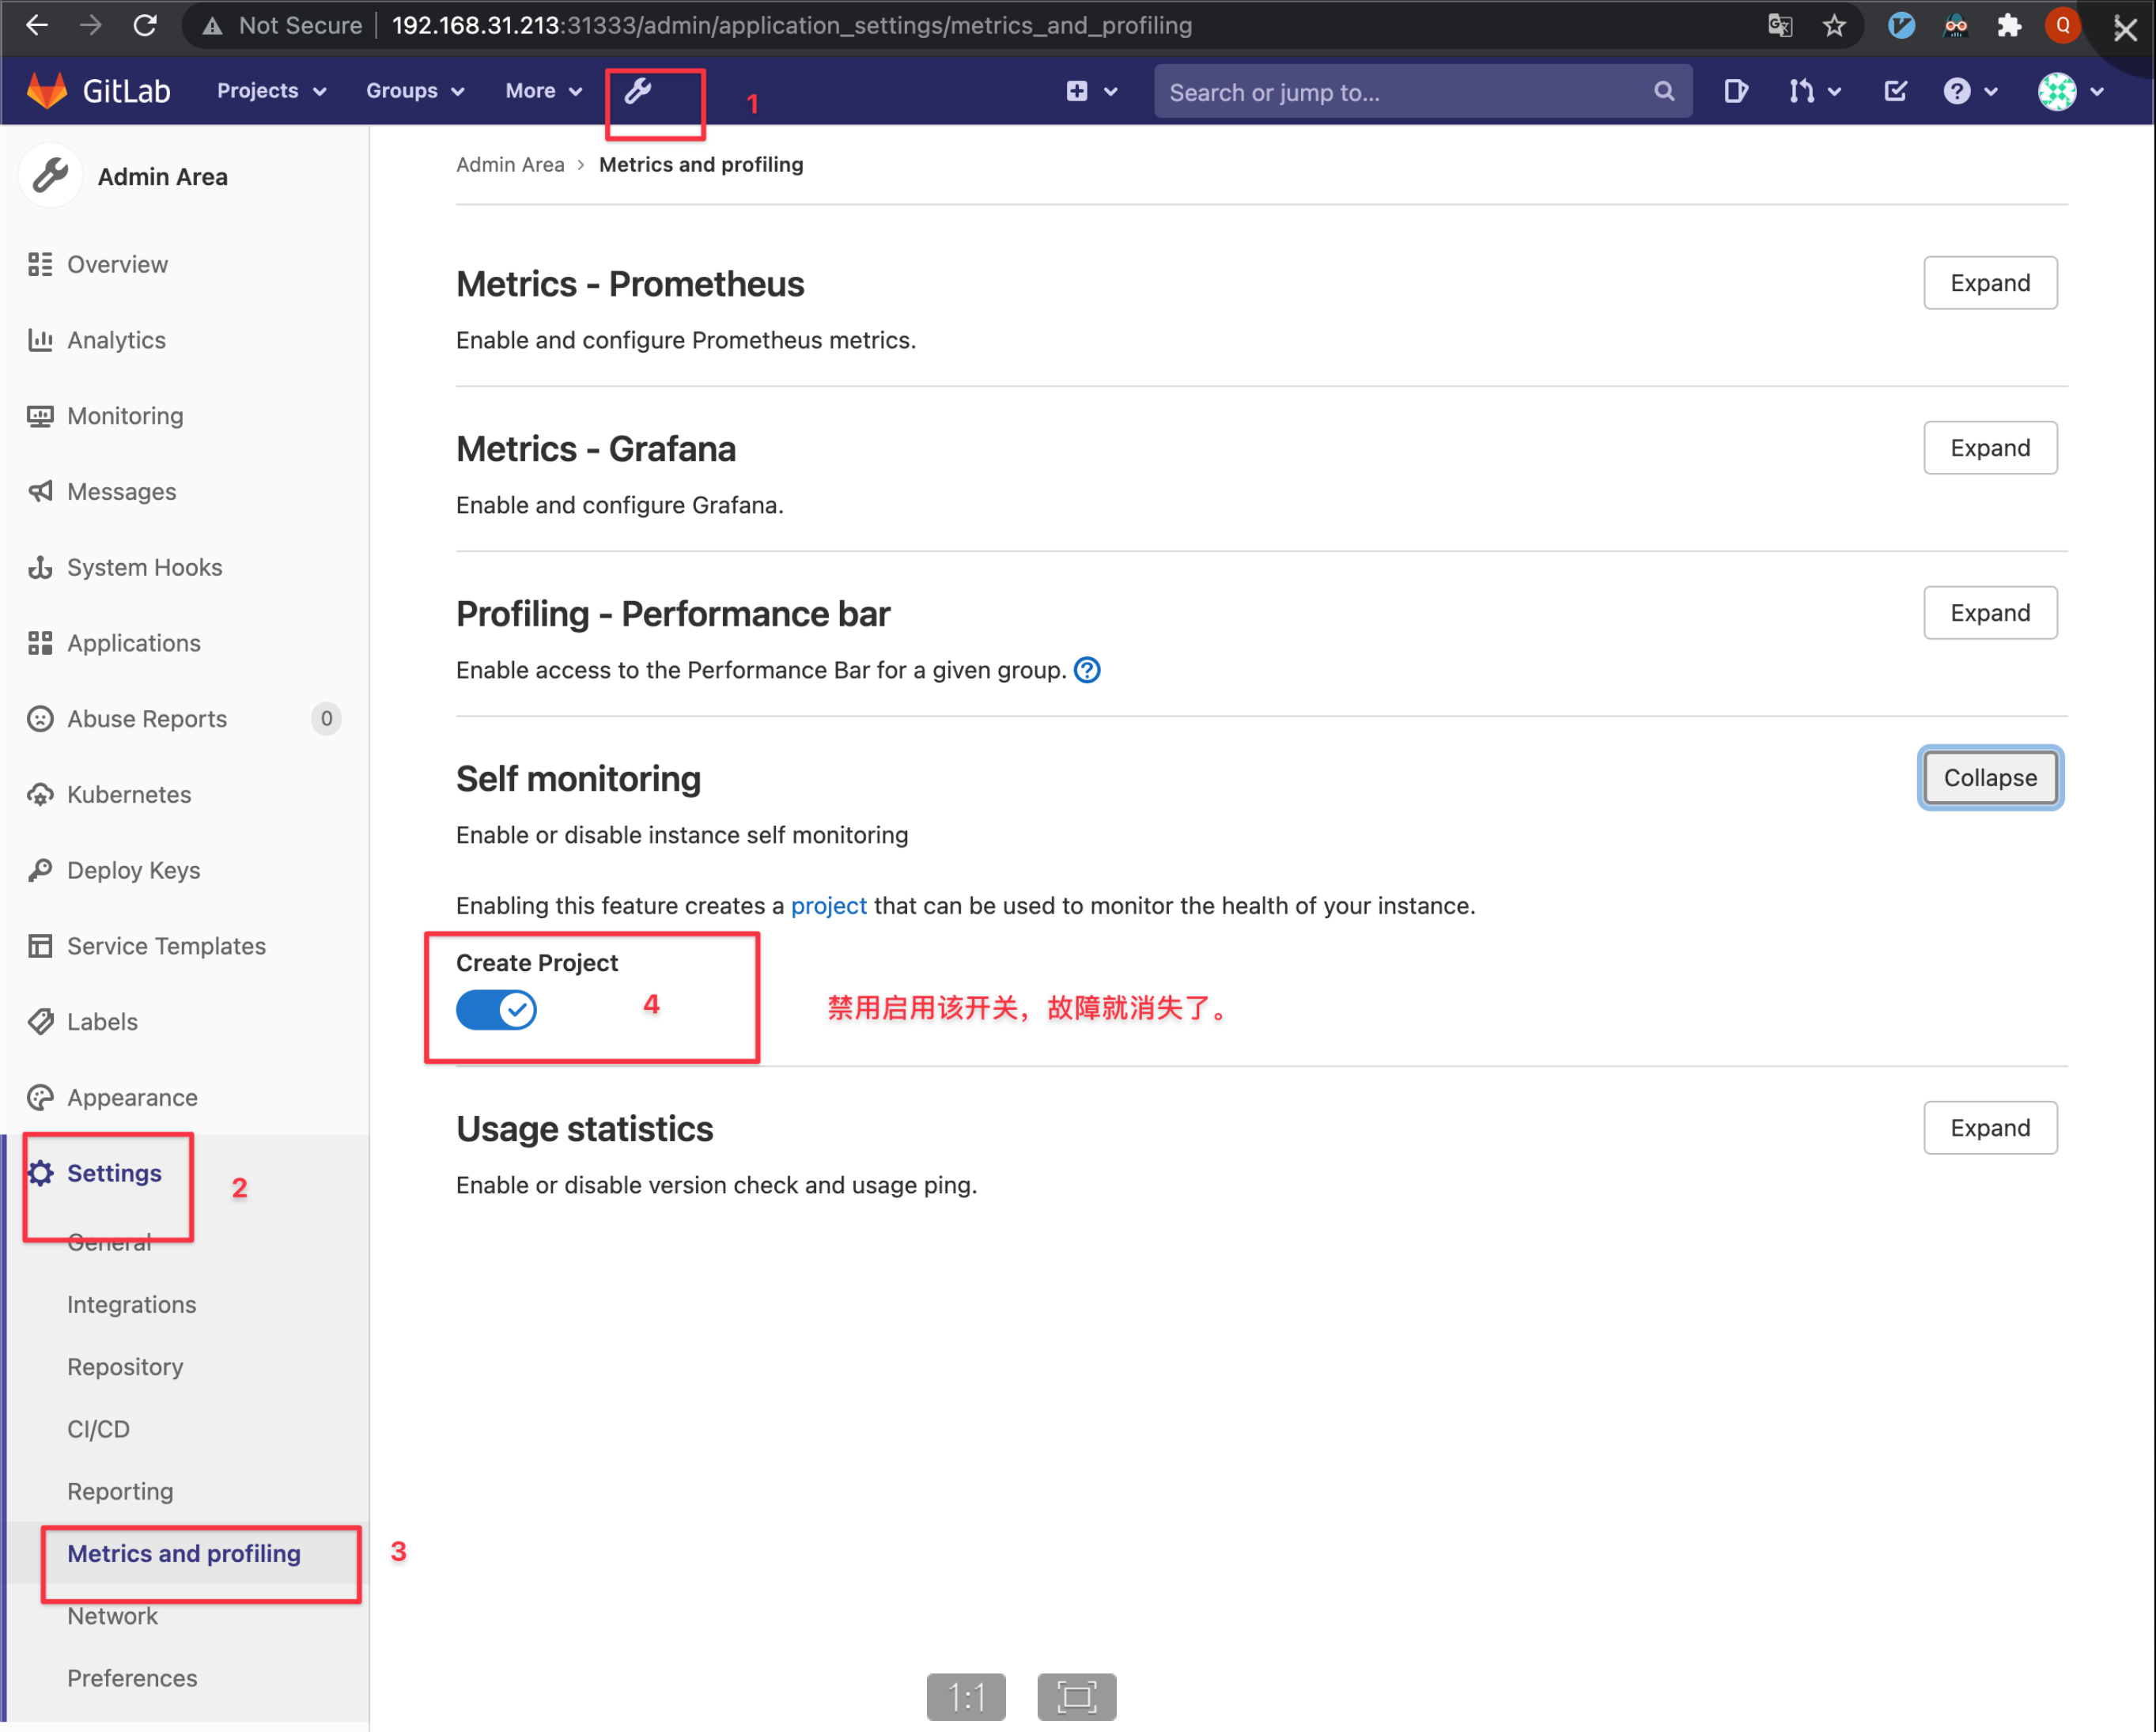 Not Secure 192.168.31.213:31333/admin/application_settings/metrics_and_profiling Q
GitLab Projects Groups More 1 Search or jump to...
Admin Area
Overview
Analytics
Monitoring
Messages
System Hooks
Applications
Abuse Reports 0
Kubernetes
Deploy Keys
Service Templates
Labels
Appearance
Settings 2
General
Integrations
Repository
CI/CD
Reporting
Metrics and profiling 3
Network
Preferences
Admin Area > Metrics and profiling
Metrics - Prometheus Expand
Enable and configure Prometheus metrics.
Metrics - Grafana Expand
Enable and configure Grafana.
Profiling - Performance bar Expand
Enable access to the Performance Bar for a given group.
Self monitoring Collapse
Enable or disable instance self monitoring
Enabling this feature creates a project that can be used to monitor the health of your instance.
Create Project
4 禁用启用该开关，故障就消失了。
Usage statistics Expand
Enable or disable version check and usage ping.
1:1